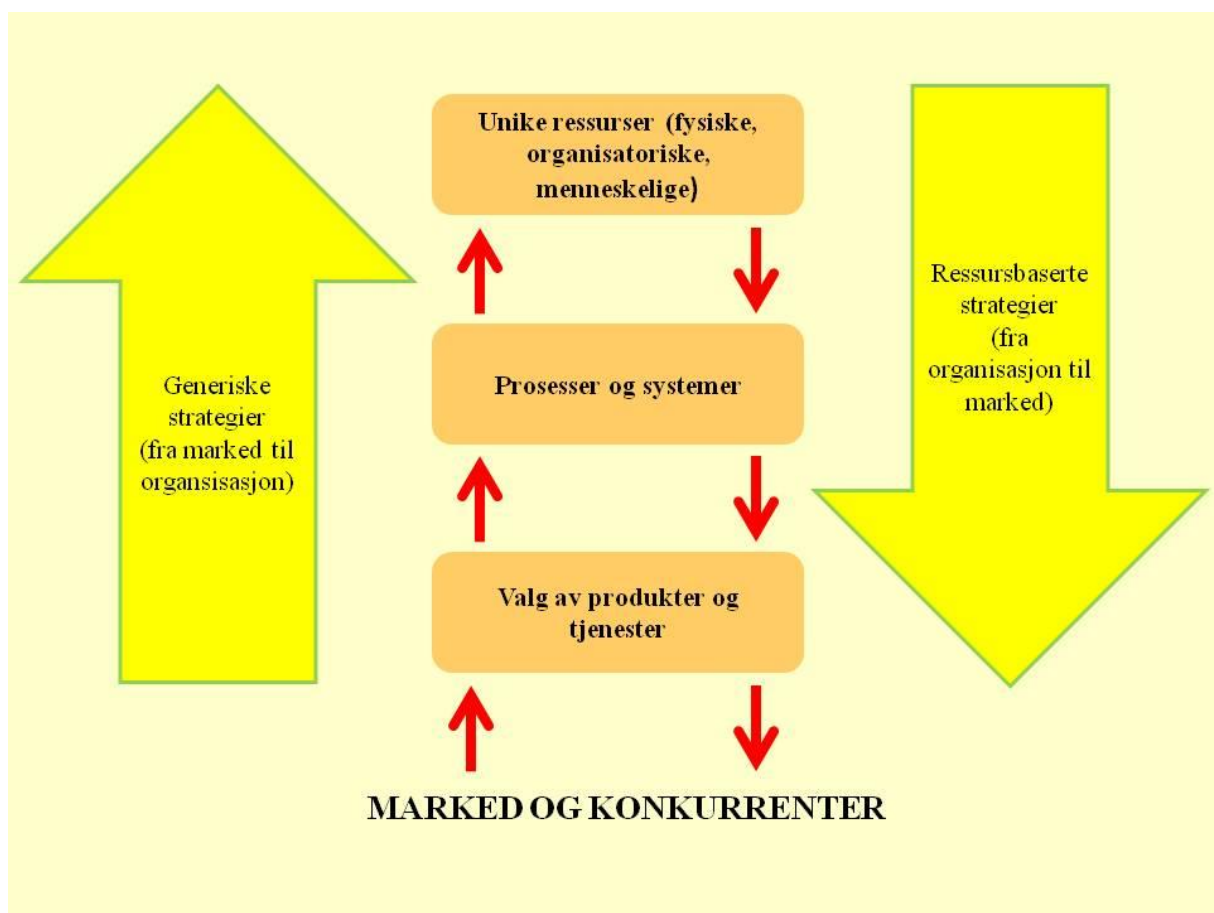 Unike ressurser (fysiske,
organisatoriske,
menneskelige)
Generiske
strategier
(fra marked til
organsisasjon)
Prosesser og systemer
Ressursbaserte
strategier
(fra
organisasjon til
marked)
Valg av produkter og
tjenester
MARKED OG KONKURRENTER